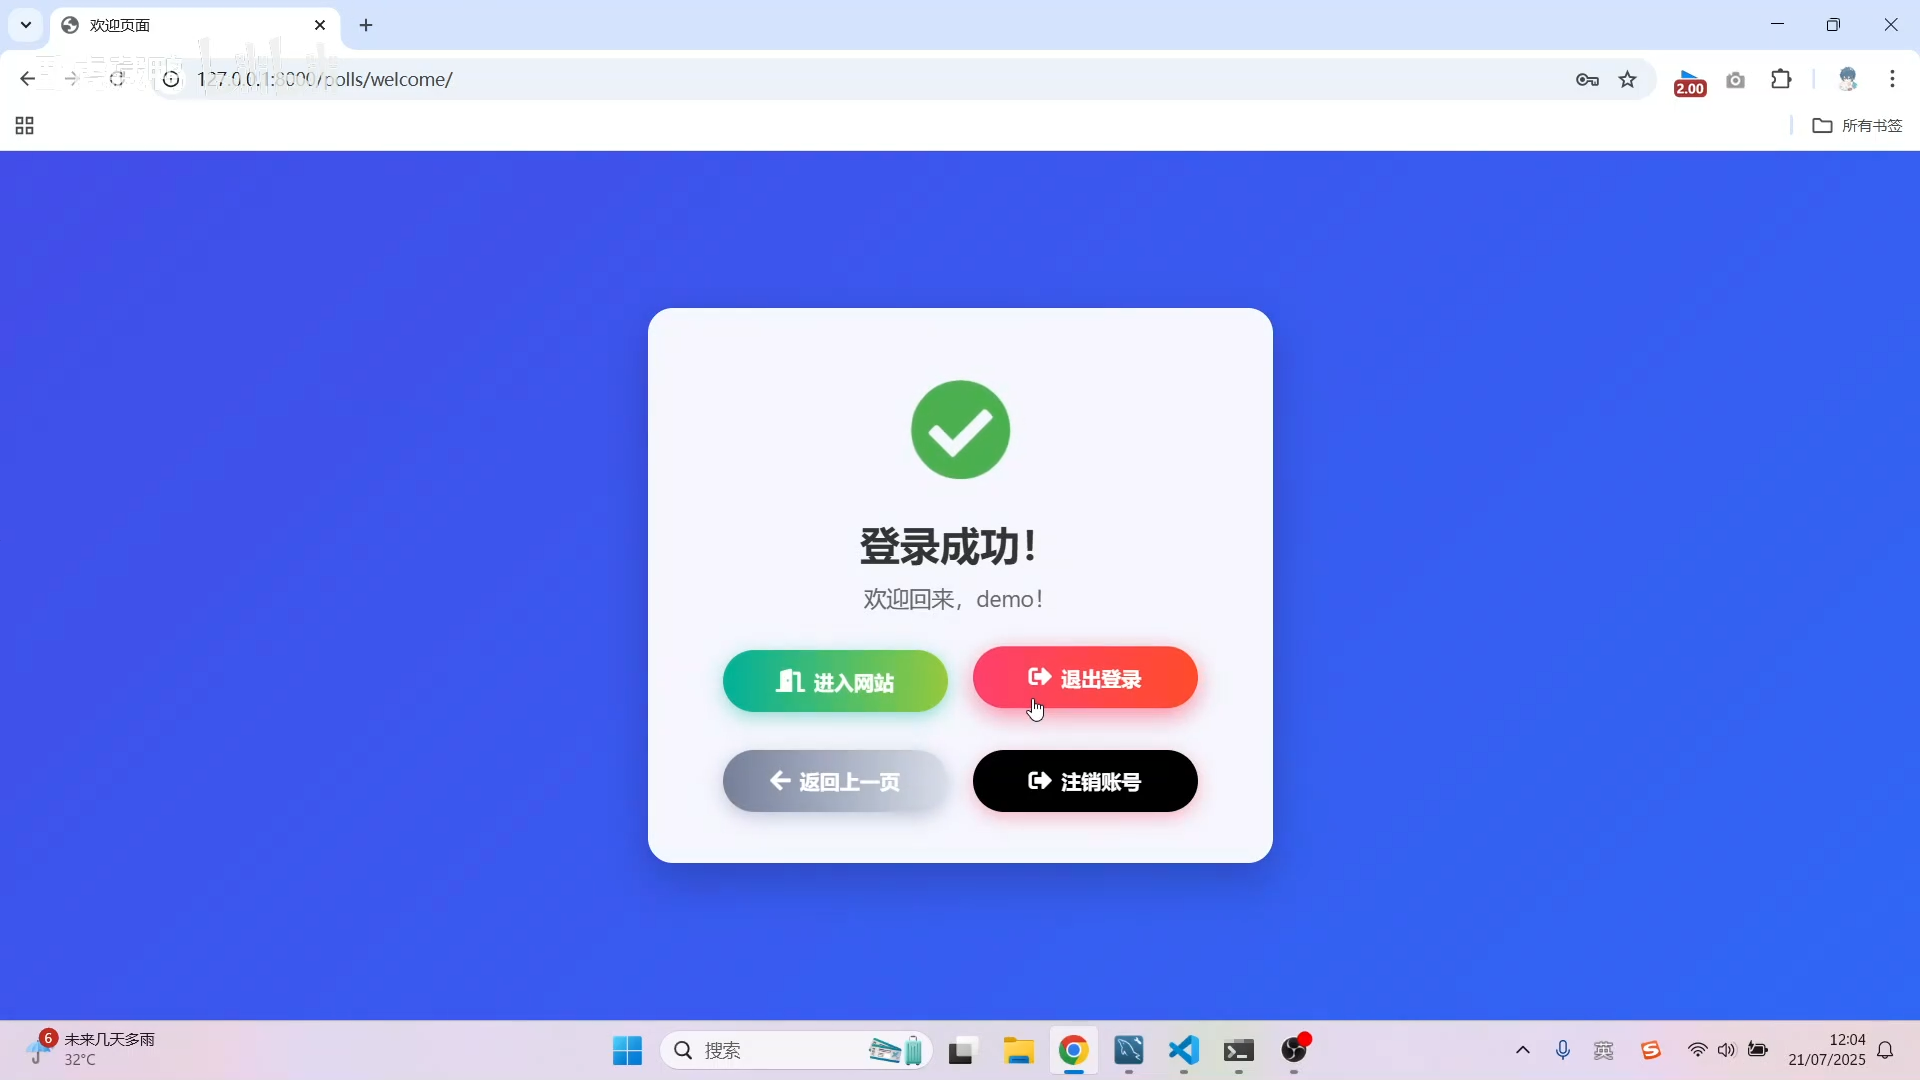 欢迎页面
127.0.0.1:8000/polls/welcome/
2.00
所有书签
登录成功！
欢迎回来，demo！
进入网站
退出登录
返回上一页
注销账号
6
未来几天多雨
32°C
搜索
英
12:04
21/07/2025